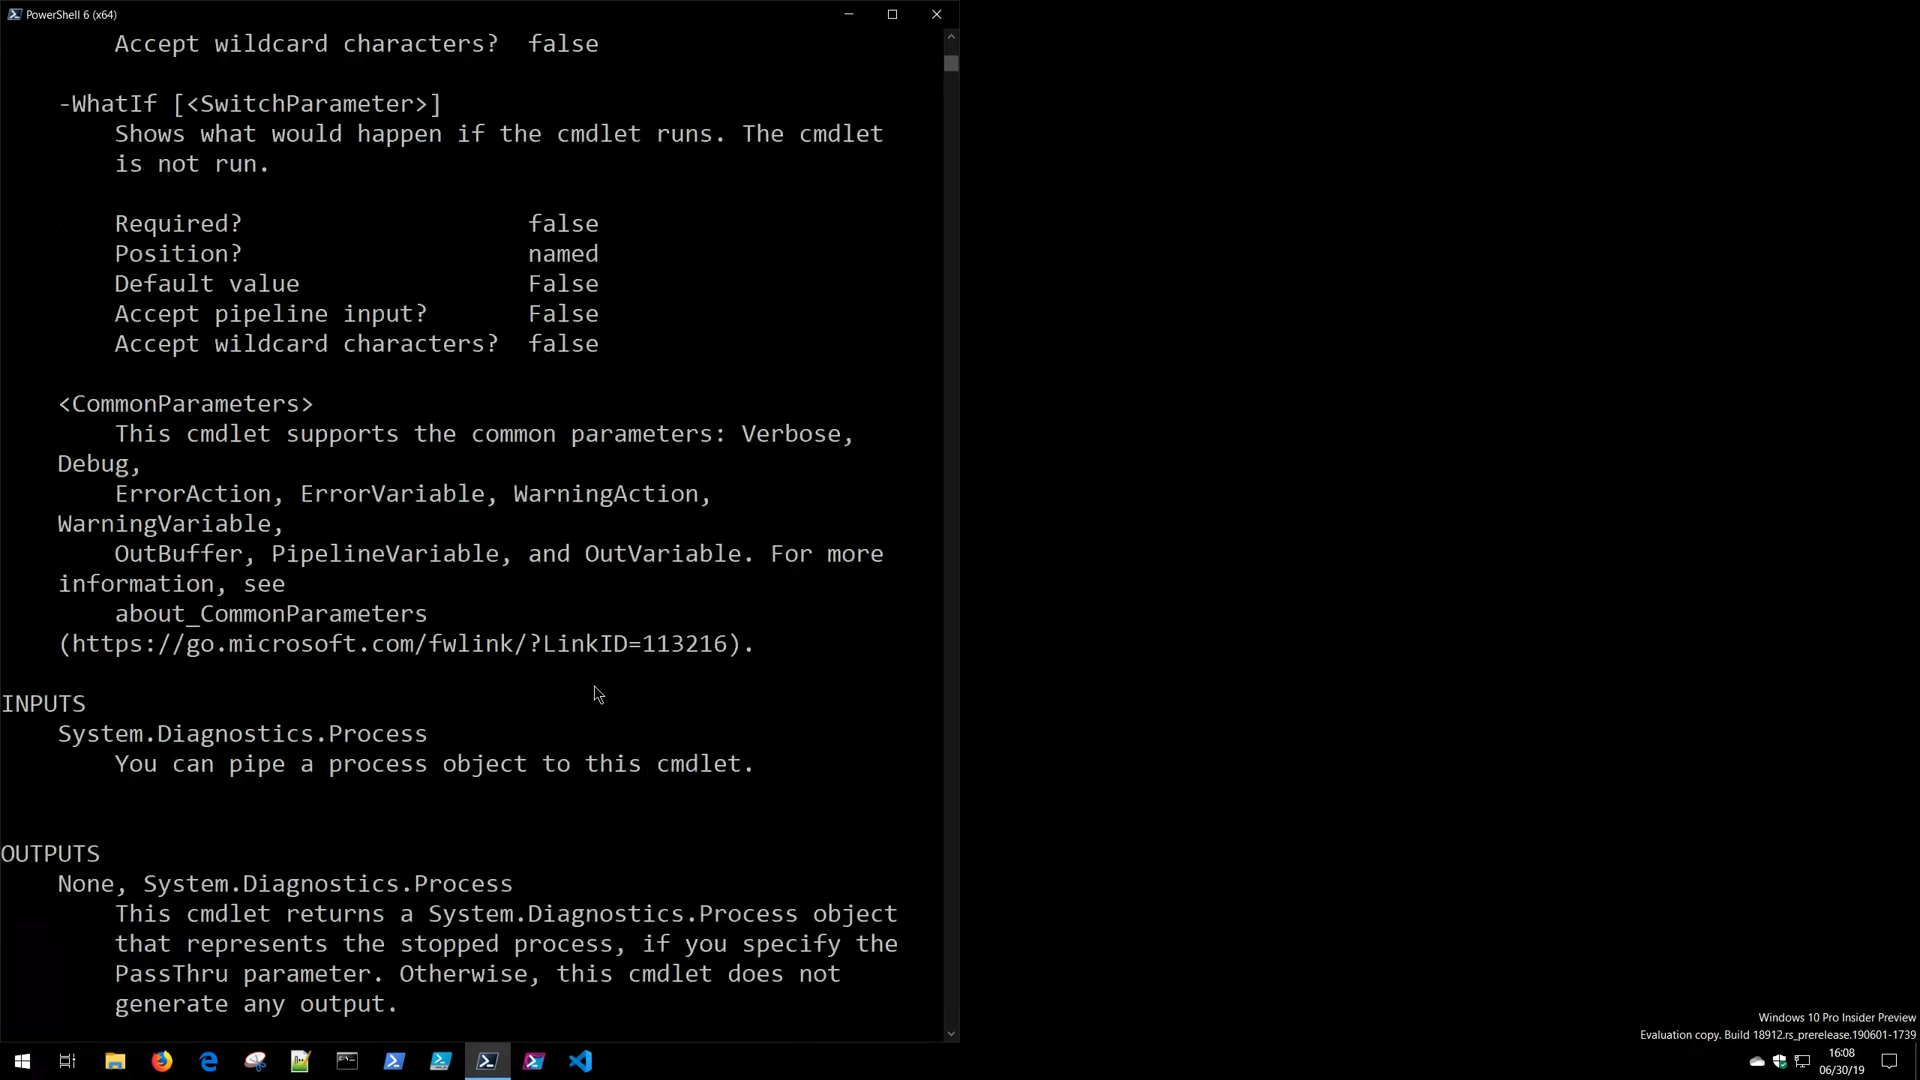 PowerShell 6 (x64)
Accept wildcard characters? false
-WhatIf [<SwitchParameter>]
Shows what would happen if the cmdlet runs. The cmdlet
is not run.
Required? false
Position? named
Default value False
Accept pipeline input? False
Accept wildcard characters? false
<CommonParameters>
This cmdlet supports the common parameters: Verbose,
Debug,
ErrorAction, ErrorVariable, WarningAction,
WarningVariable,
OutBuffer, PipelineVariable, and OutVariable. For more
information, see
about_CommonParameters
(https://go.microsoft.com/fwlink/?LinkID=113216).
INPUTS
System.Diagnostics.Process
You can pipe a process object to this cmdlet.
OUTPUTS
None, System.Diagnostics.Process
This cmdlet returns a System.Diagnostics.Process object
that represents the stopped process, if you specify the
PassThru parameter. Otherwise, this cmdlet does not
generate any output.
Windows 10 Pro Insider Preview
Evaluation copy. Build 18912.rs_prerelease.190601-1739
16:08
06/30/19